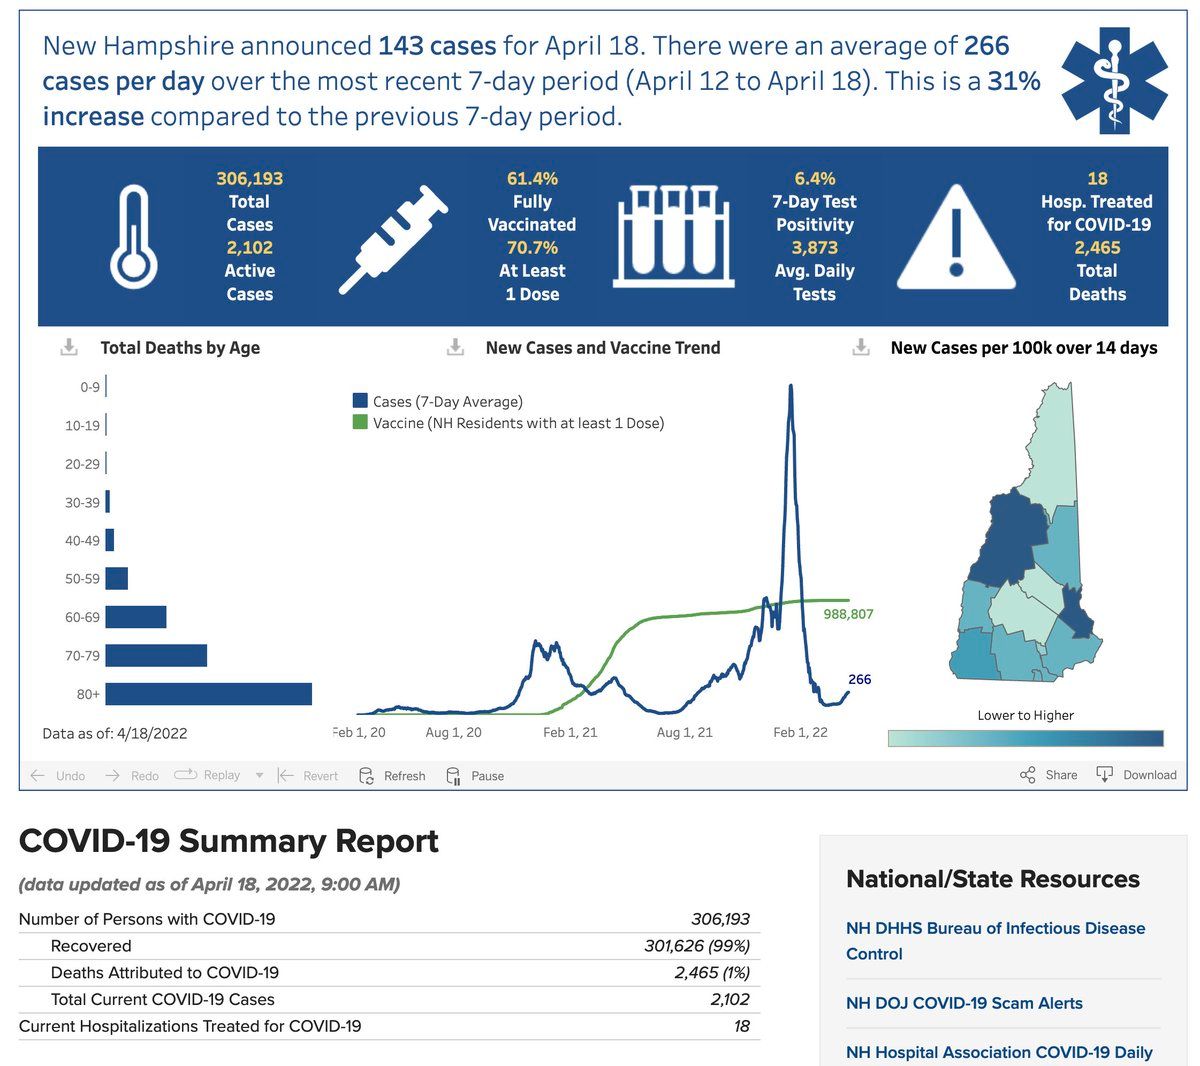 New Hampshire announced 143 cases for April 18. There were an average of 266
cases per day over the most recent 7-day period (April 12 to April 18). This is a 31%
increase compared to the previous 7-day period.
306,193
Total
Cases
2,102
Active
Cases
61.4%
Fully
Vaccinated
70.7%
At Least
1 Dose
6.4%
7-Day Test
Positivity
3,873
Avg. Daily
Tests
18
Hosp. Treated
for COVID-19
2,465
Total
Deaths
Total Deaths by Age
0-9
10-19
20-29
30-39
40-49
50-59
60-69
70-79
80+
Data as of: 4/18/2022
New Cases and Vaccine Trend
Cases (7-Day Average)
Vaccine (NH Residents with at least 1 Dose)
988,807
266
Feb 1, 20
Aug 1, 20
Feb 1, 21
Aug 1, 21
Feb 1, 22
New Cases per 100k over 14 days
Lower to Higher
Undo
Redo
Replay
Revert
Refresh
Pause
Share
Download
COVID-19 Summary Report
(data updated as of April 18, 2022, 9:00 AM)
Number of Persons with COVID-19 306,193
Recovered 301,626 (99%)
Deaths Attributed to COVID-19 2,465 (1%)
Total Current COVID-19 Cases 2,102
Current Hospitalizations Treated for COVID-19 18
National/State Resources
NH DHHS Bureau of Infectious Disease
Control
NH DOJ COVID-19 Scam Alerts
NH Hospital Association COVID-19 Daily